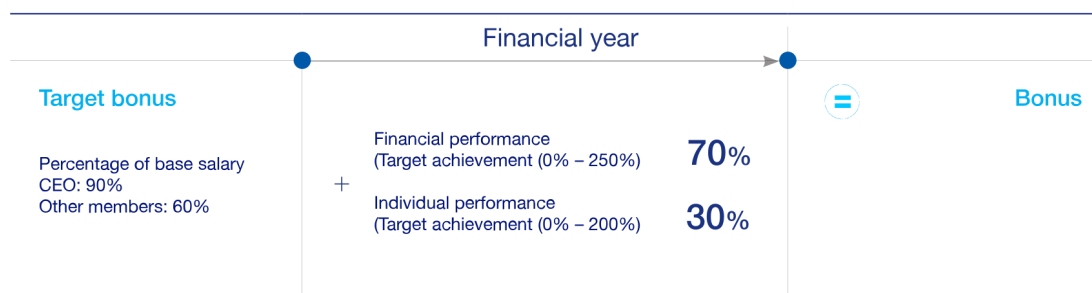 Financial year
Target bonus
= Bonus
Percentage of base salary
CEO: 90%
Other members: 60%
+
Financial performance
(Target achievement (0% – 250%)
70%
Individual performance
(Target achievement (0% – 200%)
30%